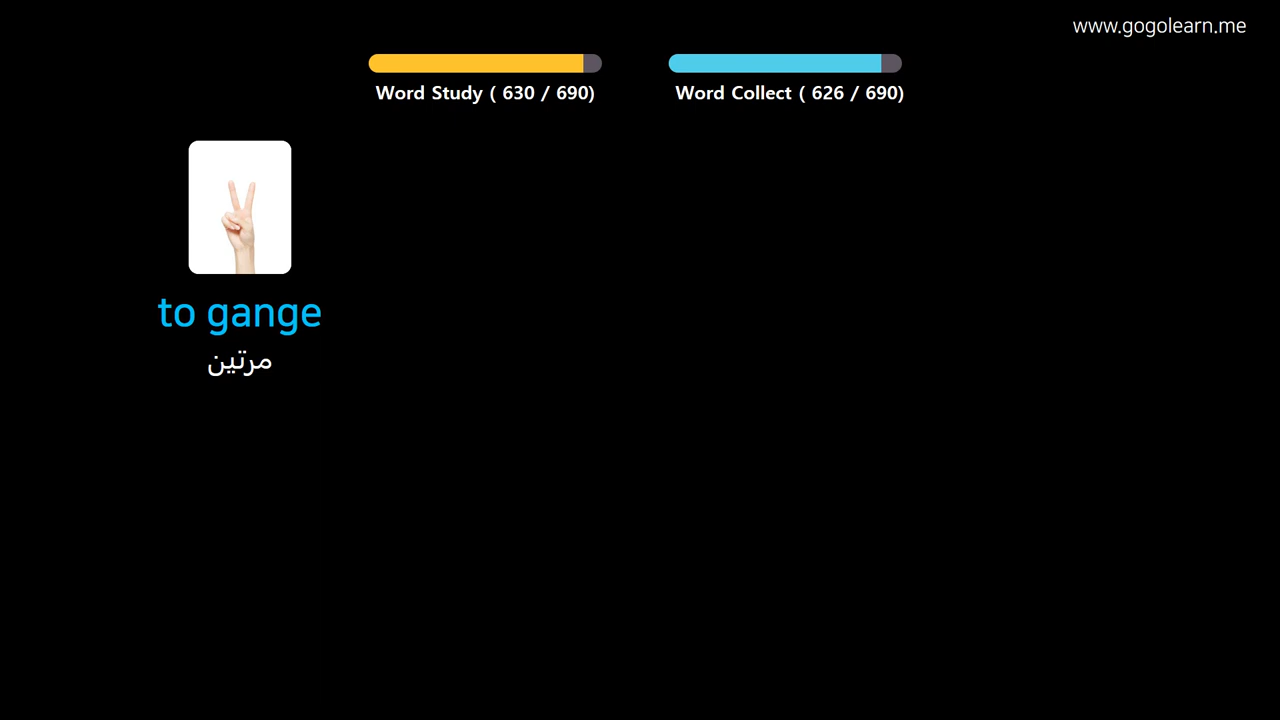 www.gogolearn.me
Word Study ( 630 / 690)
Word Collect ( 626 / 690)
to gange
مرتين